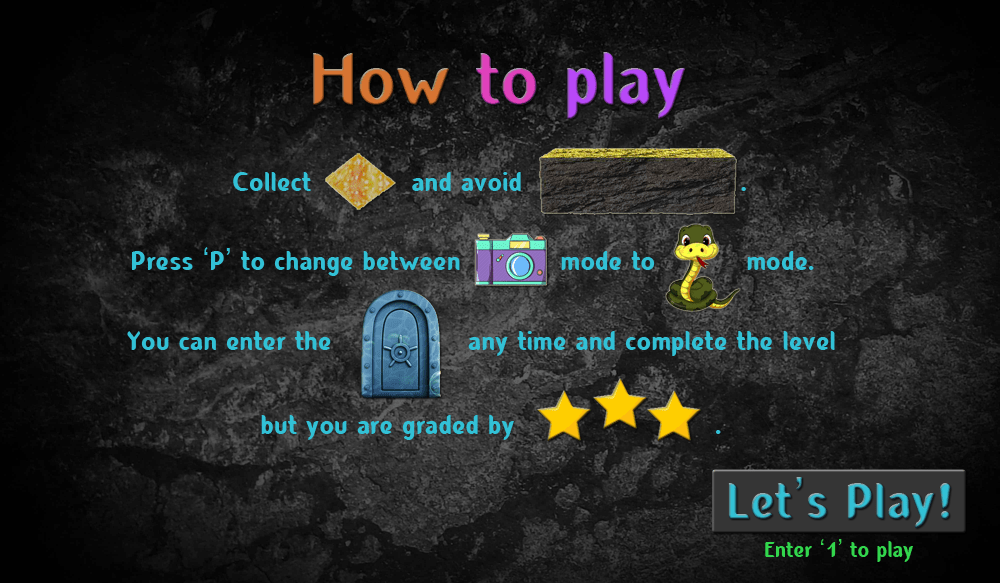 How to play
Collect and avoid .
Press ‘P’ to change between mode to mode.
You can enter the any time and complete the level
but you are graded by .
Let’s Play!
Enter ‘1’ to play